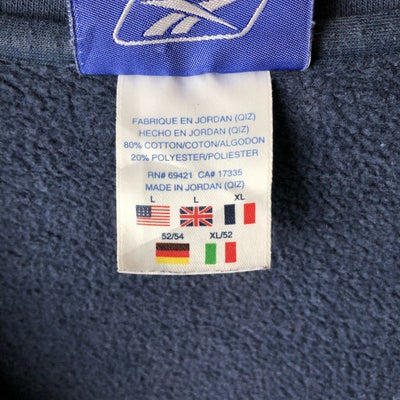 FABRIQUE EN JORDAN (QIZ)
HECHO EN JORDAN (QIZ)
80% COTTON/COTON/ALGODON
20% POLYESTER/POLIESTER
RN# 69421 CA# 17335
MADE IN JORDAN (QIZ)
L L XL
52/54 XL/52